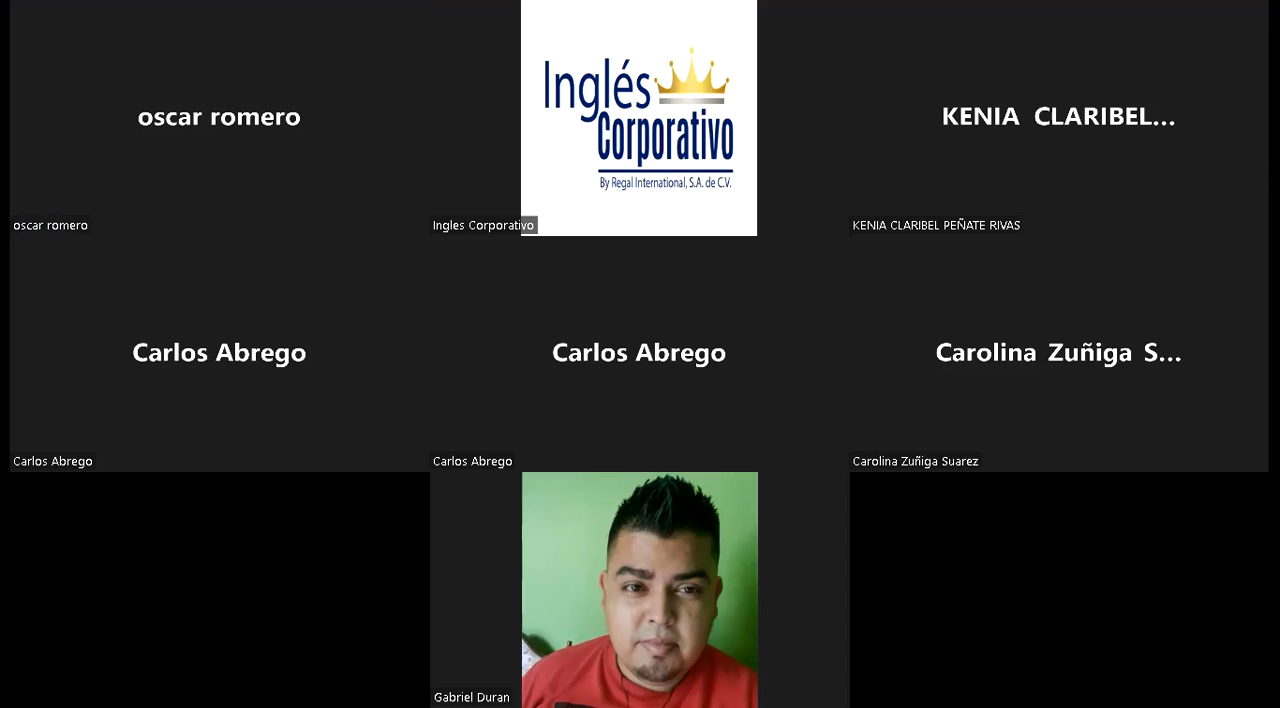 oscar romero
oscar romero
Inglés
Corporativo
By Regal International, S.A. de C.V.
Ingles Corporativo
KENIA CLARIBEL...
KENIA CLARIBEL PEÑATE RIVAS
Carlos Abrego
Carlos Abrego
Carlos Abrego
Carlos Abrego
Carolina Zuñiga S...
Carolina Zuñiga Suarez
Gabriel Duran